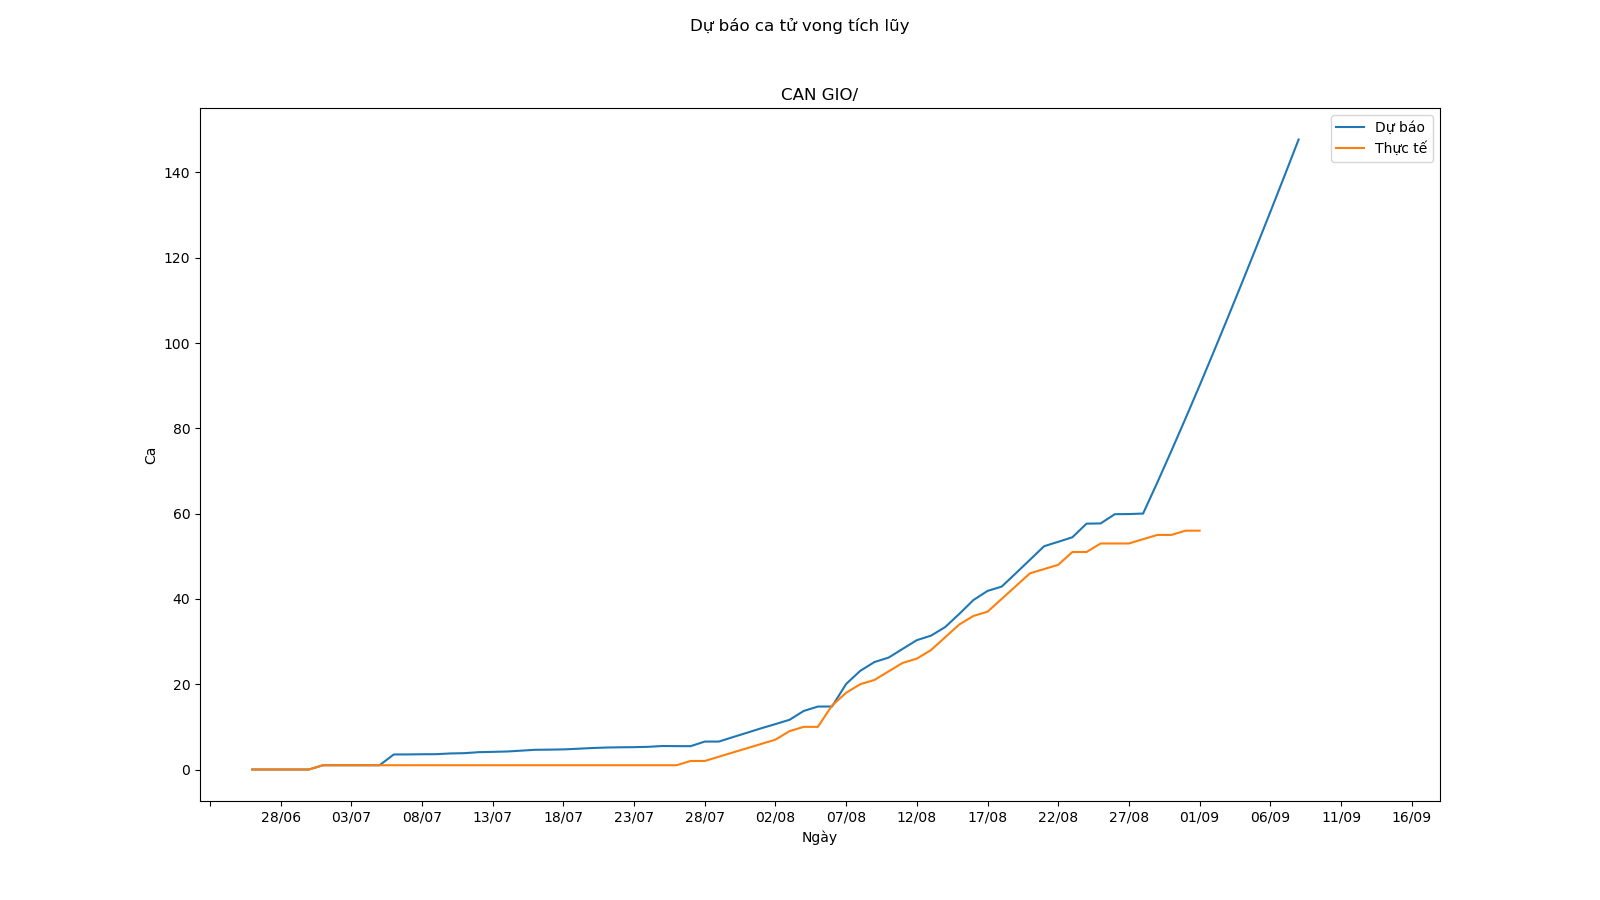 Dự báo ca tử vong tích lũy
CAN GIO/
Dự báo
Thực tế
140
120
100
80
60
40
20
0
Ca
28/06 03/07 08/07 13/07 18/07 23/07 28/07 02/08 07/08 12/08 17/08 22/08 27/08 01/09 06/09 11/09 16/09
Ngày